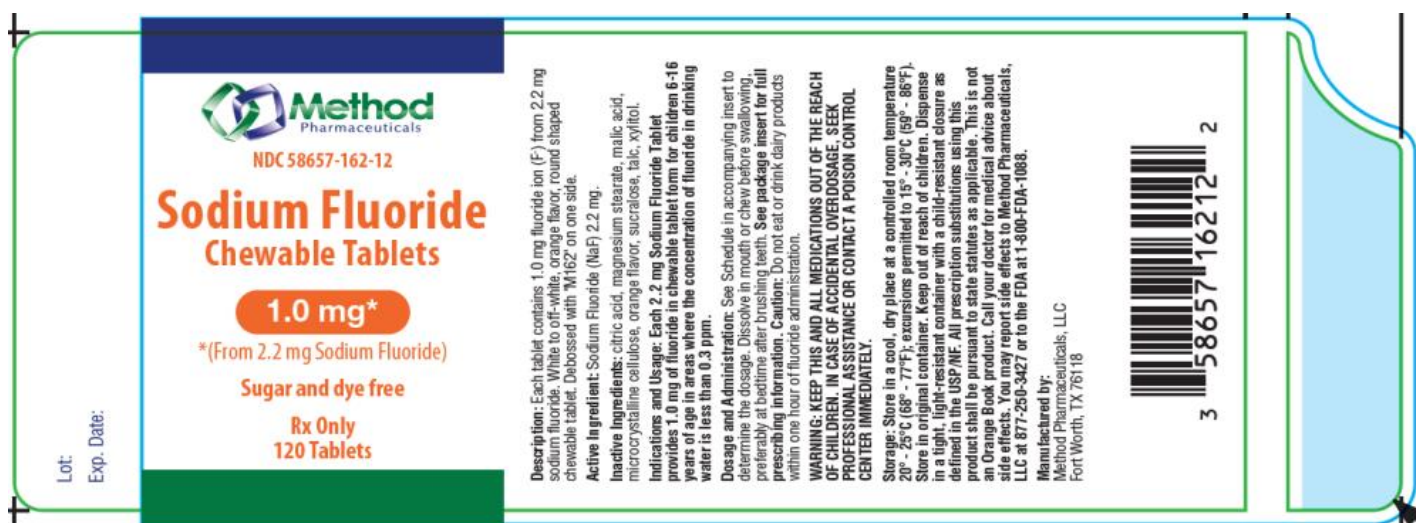 Lot:
Exp. Date:
Method
Pharmaceuticals
NDC 58657-162-12
Sodium Fluoride
Chewable Tablets
1.0 mg*
*(From 2.2 mg Sodium Fluoride)
Sugar and dye free
Rx Only
120 Tablets
Description: Each tablet contains 1.0 mg fluoride ion (F-) from 2.2 mg
sodium fluoride. White to off-white, orange flavor, round shaped
chewable tablet. Debossed with "M162" on one side.
Active Ingredient: Sodium Fluoride (NaF) 2.2 mg.
Inactive Ingredients: citric acid, magnesium stearate, malic acid,
microcrystalline cellulose, orange flavor, sucralose, talc, xylitol.
Indications and Usage: Each 2.2 mg Sodium Fluoride Tablet
provides 1.0 mg of fluoride in chewable tablet form for children 6-16
years of age in areas where the concentration of fluoride in drinking
water is less than 0.3 ppm.
Dosage and Administration: See Schedule in accompanying insert to
determine the dosage. Dissolve in mouth or chew before swallowing,
preferably at bedtime after brushing teeth. See package insert for full
prescribing information. Caution: Do not eat or drink dairy products
within one hour of fluoride administration.
WARNING: KEEP THIS AND ALL MEDICATIONS OUT OF THE REACH
OF CHILDREN. IN CASE OF ACCIDENTAL OVERDOSAGE, SEEK
PROFESSIONAL ASSISTANCE OR CONTACT A POISON CONTROL
CENTER IMMEDIATELY.
Storage: Store in a cool, dry place at a controlled room temperature
20° - 25°C (68° - 77°F); excursions permitted to 15° - 30°C (59° - 86°F).
Store in original container. Keep out of reach of children. Dispense
in a tight, light-resistant container with a child-resistant closure as
defined in the USP/NF. All prescription substitutions using this
product shall be pursuant to state statutes as applicable. This is not
an Orange Book product. Call your doctor for medical advice about
side effects. You may report side effects to Method Pharmaceuticals,
LLC at 877-250-3427 or to the FDA at 1-800-FDA-1088.
Manufactured by:
Method Pharmaceuticals, LLC
Fort Worth, TX 76118
3 58657 16212 2